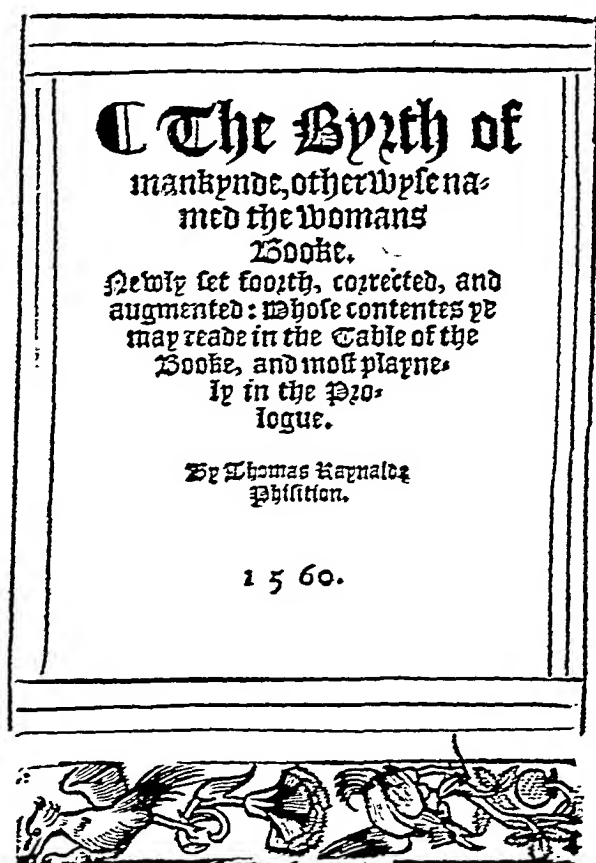 ¶ The Byrth of
mankynde, otherwyse na⸗
med the womans
Booke.
Newly set foorth, corrected, and
augmented: Whose contentes ye
may reade in the Table of the
Booke, and most playne⸗
ly in the Pro⸗
logue.
By Thomas Raynalde
Phisition.
1560.